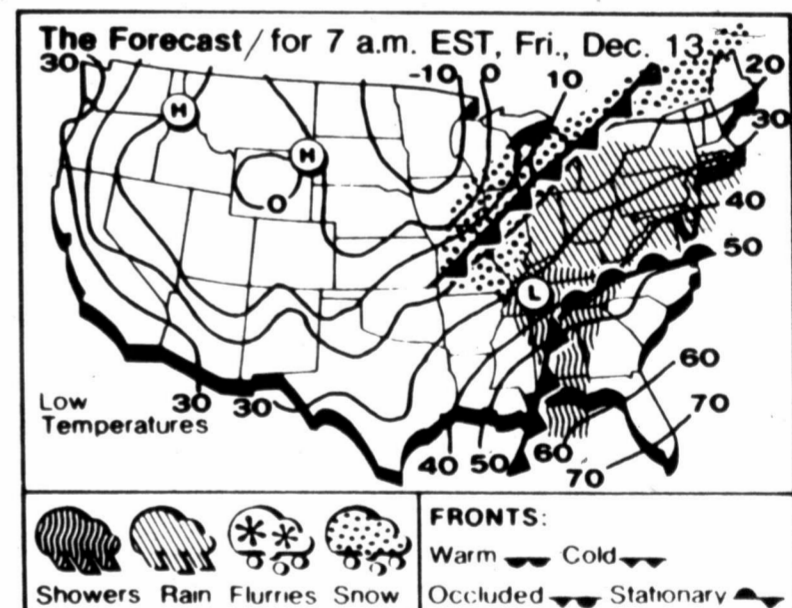 The Forecast / for 7 a.m. EST, Fri., Dec. 13
30
-10 0
10
20
30
H
H
0
40
50
L
60
70
Low
Temperatures
30 30
40 50 60
70
Showers Rain Flurries Snow
FRONTS:
Warm Cold
Occluded Stationary